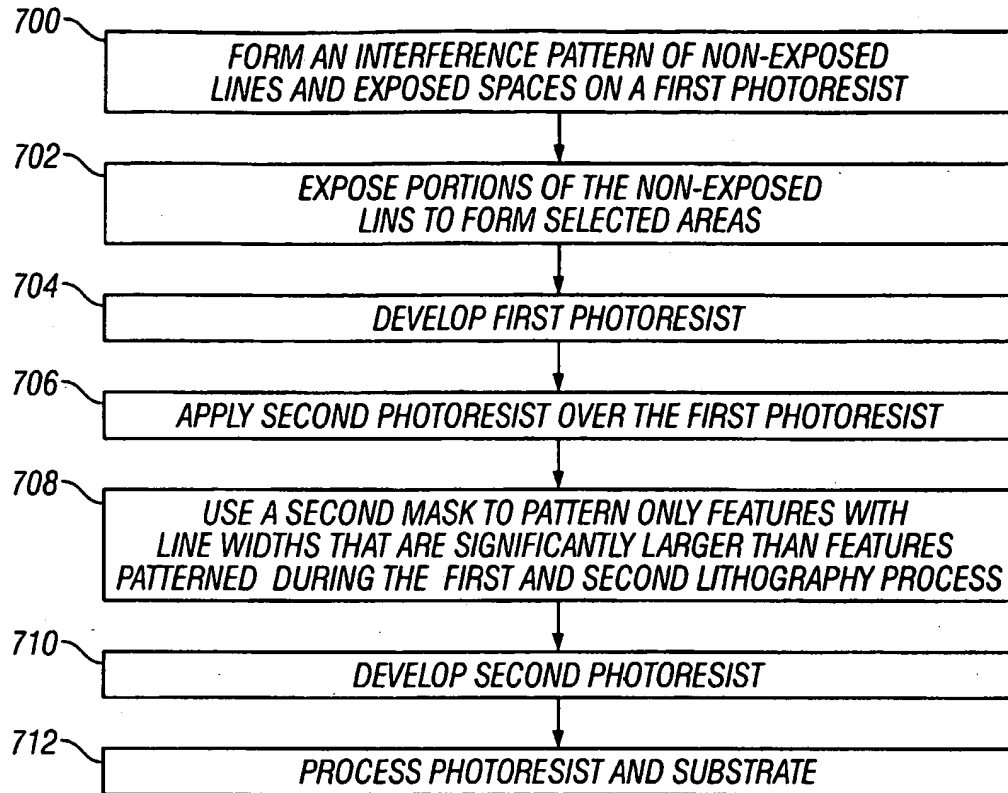 700
FORM AN INTERFERENCE PATTERN OF NON-EXPOSED
LINES AND EXPOSED SPACES ON A FIRST PHOTORESIST
702
EXPOSE PORTIONS OF THE NON-EXPOSED
LINS TO FORM SELECTED AREAS
704
DEVELOP FIRST PHOTORESIST
706
APPLY SECOND PHOTORESIST OVER THE FIRST PHOTORESIST
708
USE A SECOND MASK TO PATTERN ONLY FEATURES WITH
LINE WIDTHS THAT ARE SIGNIFICANTLY LARGER THAN FEATURES
PATTERNED DURING THE FIRST AND SECOND LITHOGRAPHY PROCESS
710
DEVELOP SECOND PHOTORESIST
712
PROCESS PHOTORESIST AND SUBSTRATE